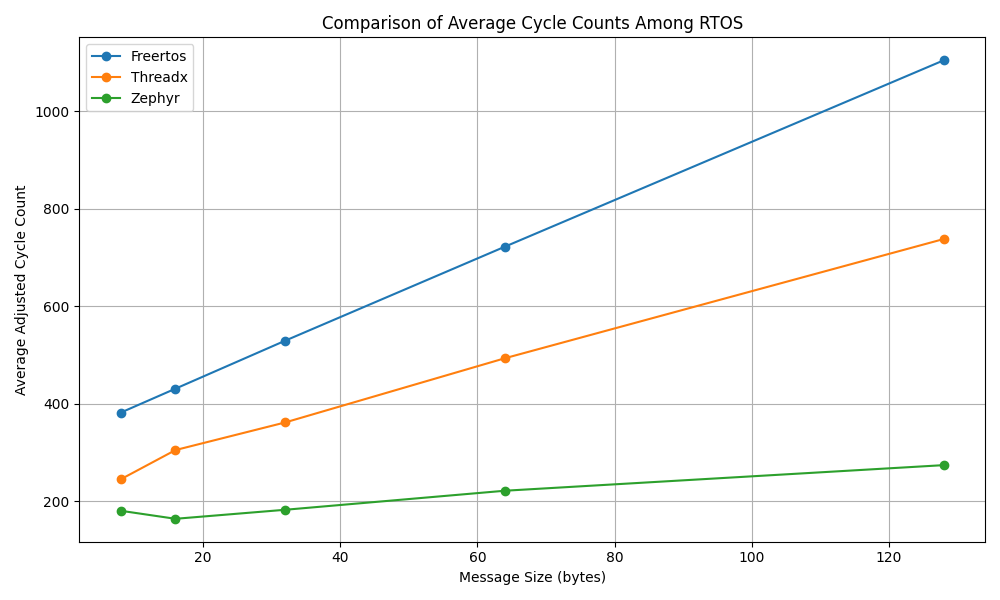 Comparison of Average Cycle Counts Among RTOS
Freertos
Threadx
Zephyr
Average Adjusted Cycle Count
1000
800
600
400
200
20 40 60 80 100 120
Message Size (bytes)